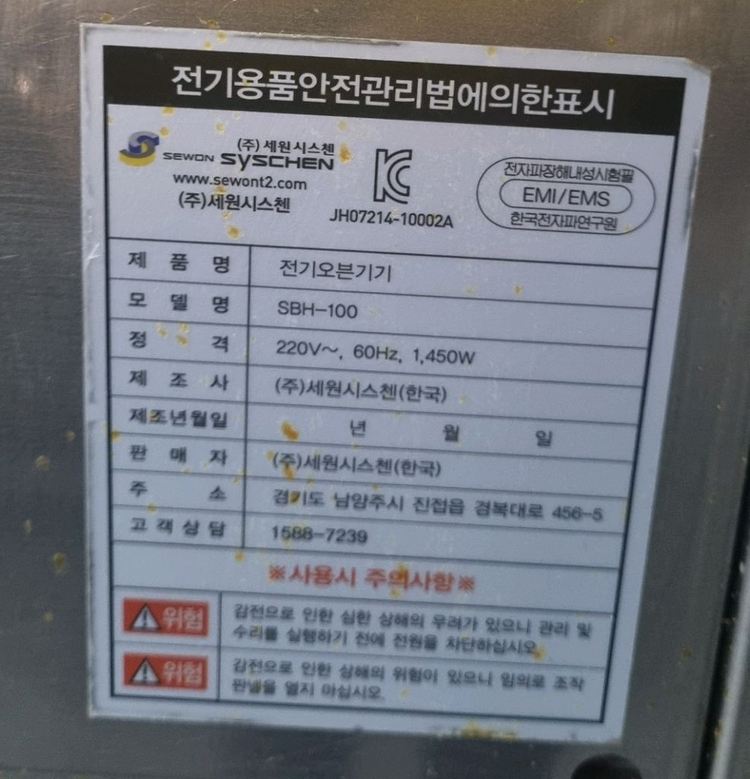 전기용품안전관리법에의한표시
(주)세원시스첸
SEWON SYSCHEN
www.sewont2.com
(주)세원시스첸
JH07214-10002A
전자파장해내성시험필
EMI/EMS
한국전자파연구원
제 품 명 전기오븐기기
모 델 명 SBH-100
정 격 220V~, 60Hz, 1,450W
제 조 사 (주)세원시스첸(한국)
제조년월일 년 월 일
판 매 자 (주)세원시스첸(한국)
주 소 경기도 남양주시 진접읍 경복대로 456-5
고객상담 1588-7239
※사용시 주의사항※
위험 감전으로 인한 심한 상해의 우려가 있으니 관리 및
수리를 실행하기 전에 전원을 차단하십시오.
위험 감전으로 인한 상해의 위험이 있으니 임의로 조작
판넬을 열지 마십시오.